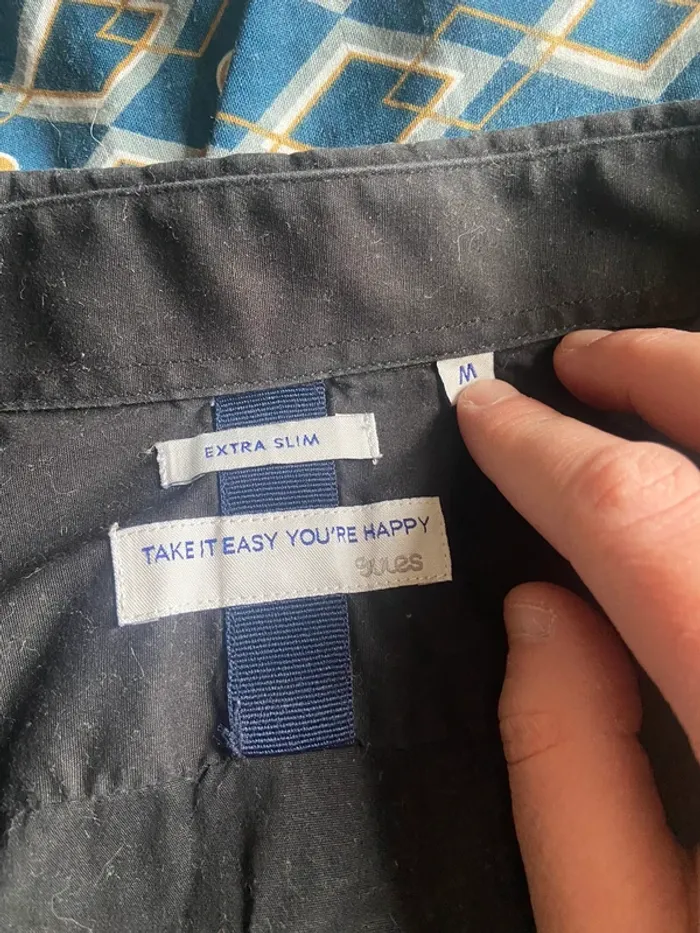 M
EXTRA SLIM
TAKE IT EASY YOU'RE HAPPY
gules